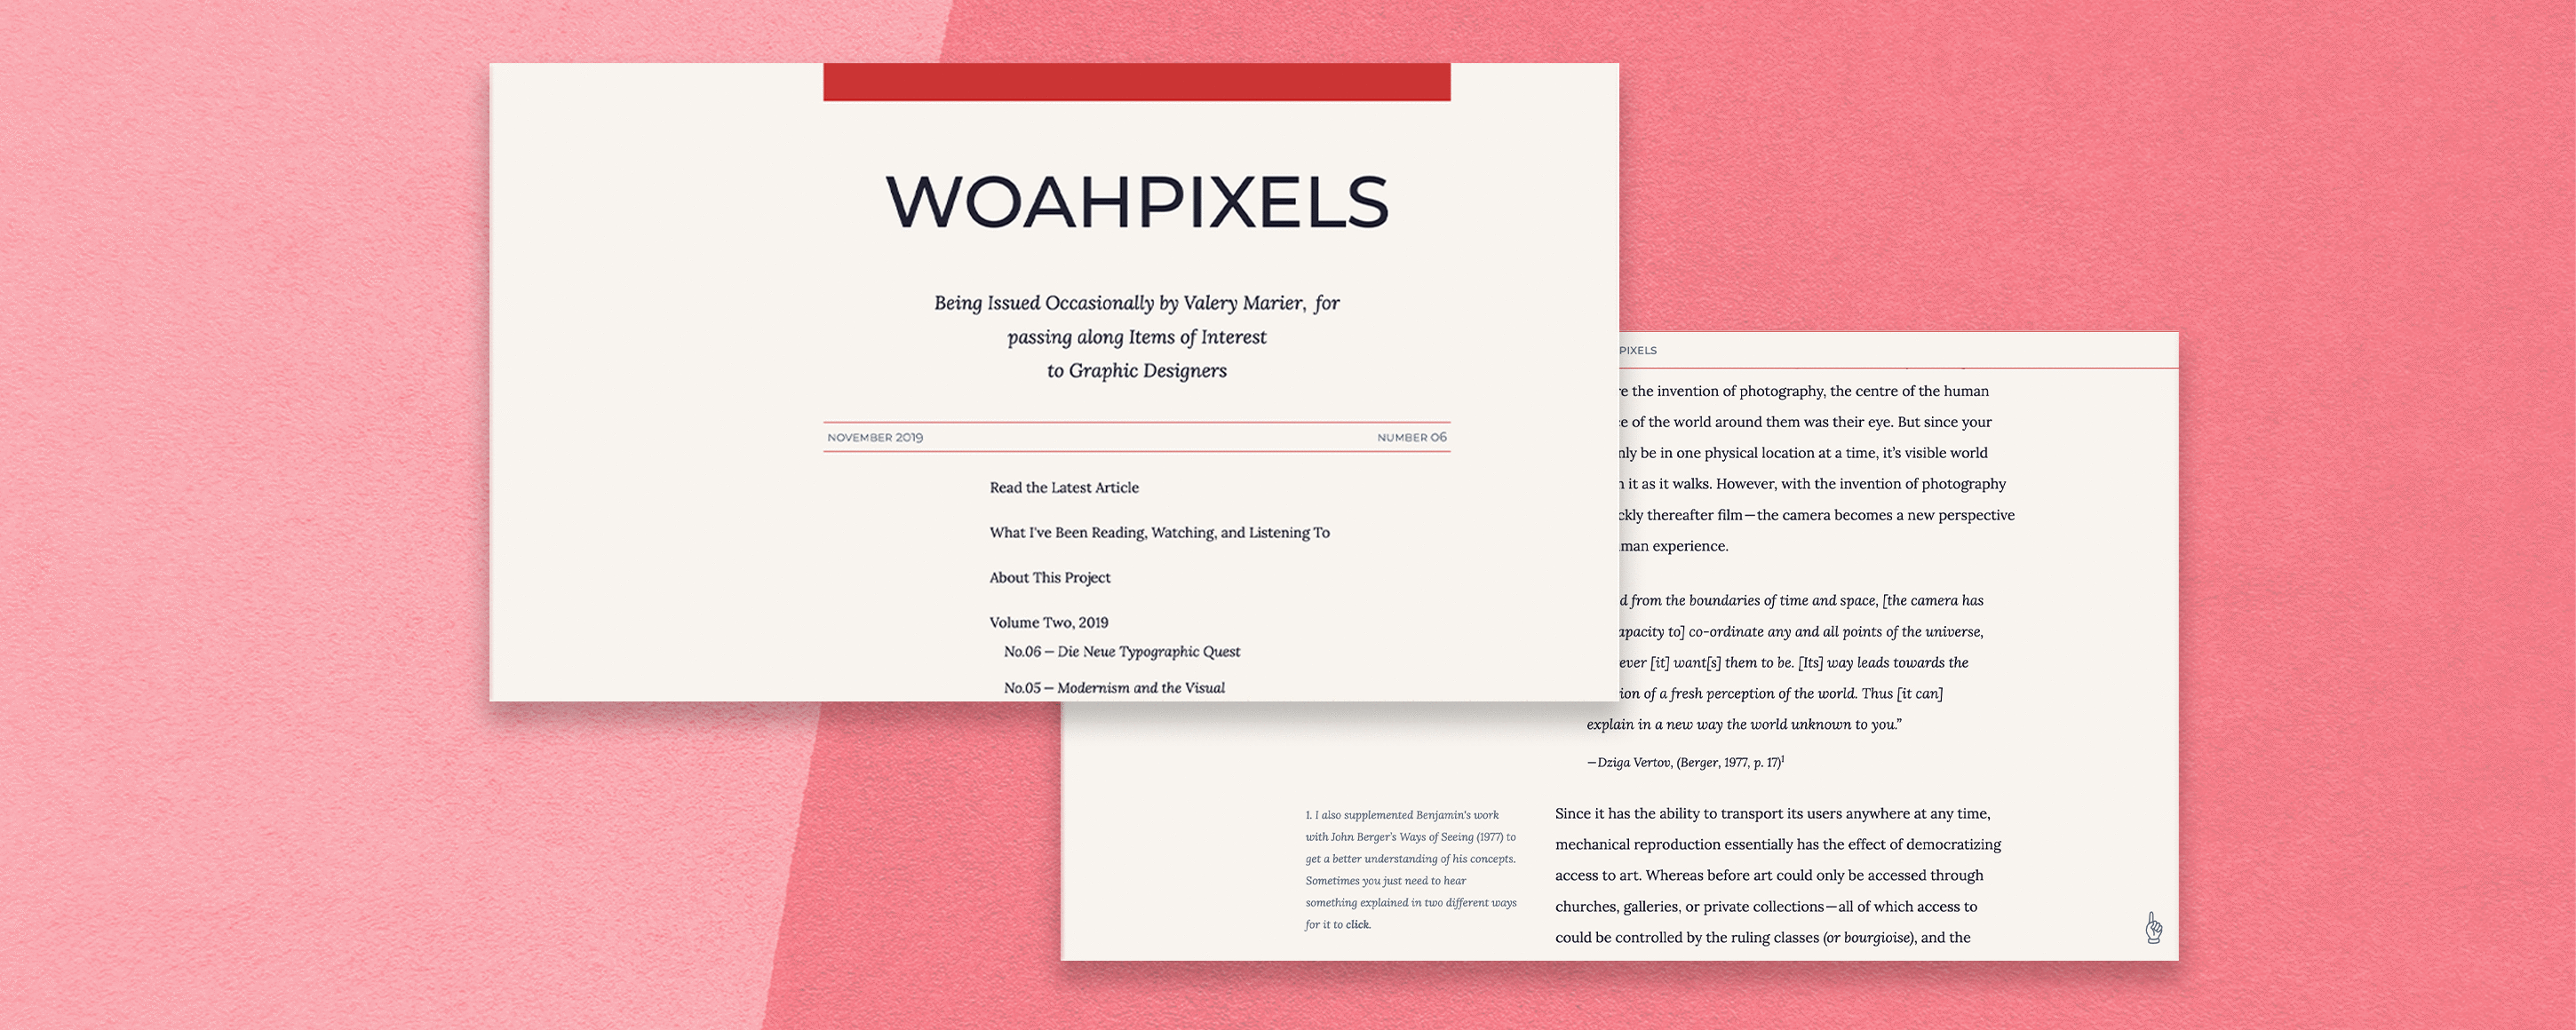 WOAHPIXELS
Being Issued Occasionally by Valery Marier, for
passing along Items of Interest
to Graphic Designers
NOVEMBER 2019
NUMBER 06
Read the Latest Article
What I've Been Reading, Watching, and Listening To
About This Project
Volume Two, 2019
No.06 – Die Neue Typographic Quest
No.05 – Modernism and the Visual
PIXELS
the invention of photography, the centre of the human
of the world around them was their eye. But since your
be in one physical location at a time, it's visible world
it as it walks. However, with the invention of photography
thereafter film—the camera becomes a new perspective
experience.
from the boundaries of time and space, [the camera has
to] co-ordinate any and all points of the universe,
[it] want[s] them to be. [Its] way leads towards the
of a fresh perception of the world. Thus [it can]
explain in a new way the world unknown to you.”
—Dziga Vertov, (Berger, 1977, p. 17)¹
1. I also supplemented Benjamin's work
with John Berger's Ways of Seeing (1977) to
get a better understanding of his concepts.
Sometimes you just need to hear
something explained in two different ways
for it to click.
Since it has the ability to transport its users anywhere at any time,
mechanical reproduction essentially has the effect of democratizing
access to art. Whereas before art could only be accessed through
churches, galleries, or private collections—all of which access to
could be controlled by the ruling classes (or bourgioise), and the